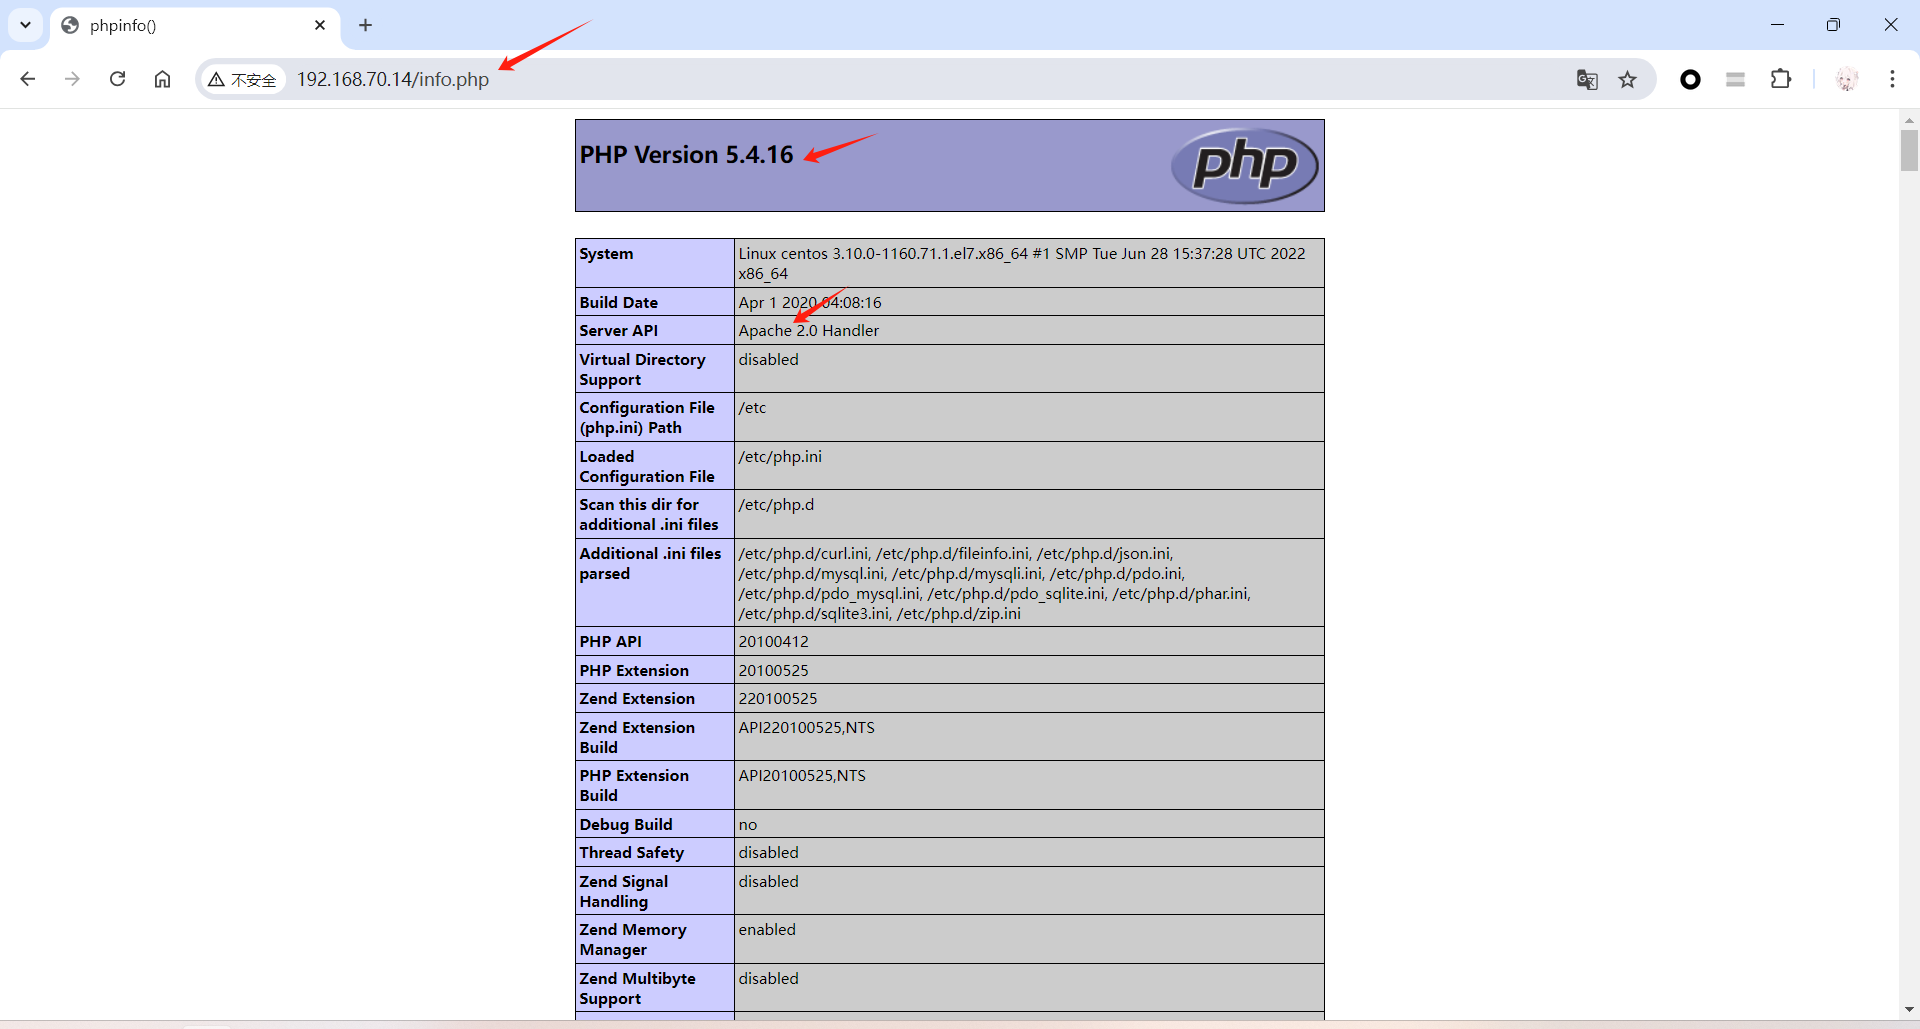 phpinfo()
不安全
192.168.70.14/info.php
PHP Version 5.4.16
php
System
Linux centos 3.10.0-1160.71.1.el7.x86_64 #1 SMP Tue Jun 28 15:37:28 UTC 2022
x86_64
Build Date
Apr 1 2020 04:08:16
Server API
Apache 2.0 Handler
Virtual Directory
Support
disabled
Configuration File
(php.ini) Path
/etc
Loaded
Configuration File
/etc/php.ini
Scan this dir for
additional .ini files
/etc/php.d
Additional .ini files
parsed
/etc/php.d/curl.ini, /etc/php.d/fileinfo.ini, /etc/php.d/json.ini,
/etc/php.d/mysql.ini, /etc/php.d/mysqli.ini, /etc/php.d/pdo.ini,
/etc/php.d/pdo_mysql.ini, /etc/php.d/pdo_sqlite.ini, /etc/php.d/phar.ini,
/etc/php.d/sqlite3.ini, /etc/php.d/zip.ini
PHP API
20100412
PHP Extension
20100525
Zend Extension
220100525
Zend Extension
Build
API220100525,NTS
PHP Extension
Build
API20100525,NTS
Debug Build
no
Thread Safety
disabled
Zend Signal
Handling
disabled
Zend Memory
Manager
enabled
Zend Multibyte
Support
disabled